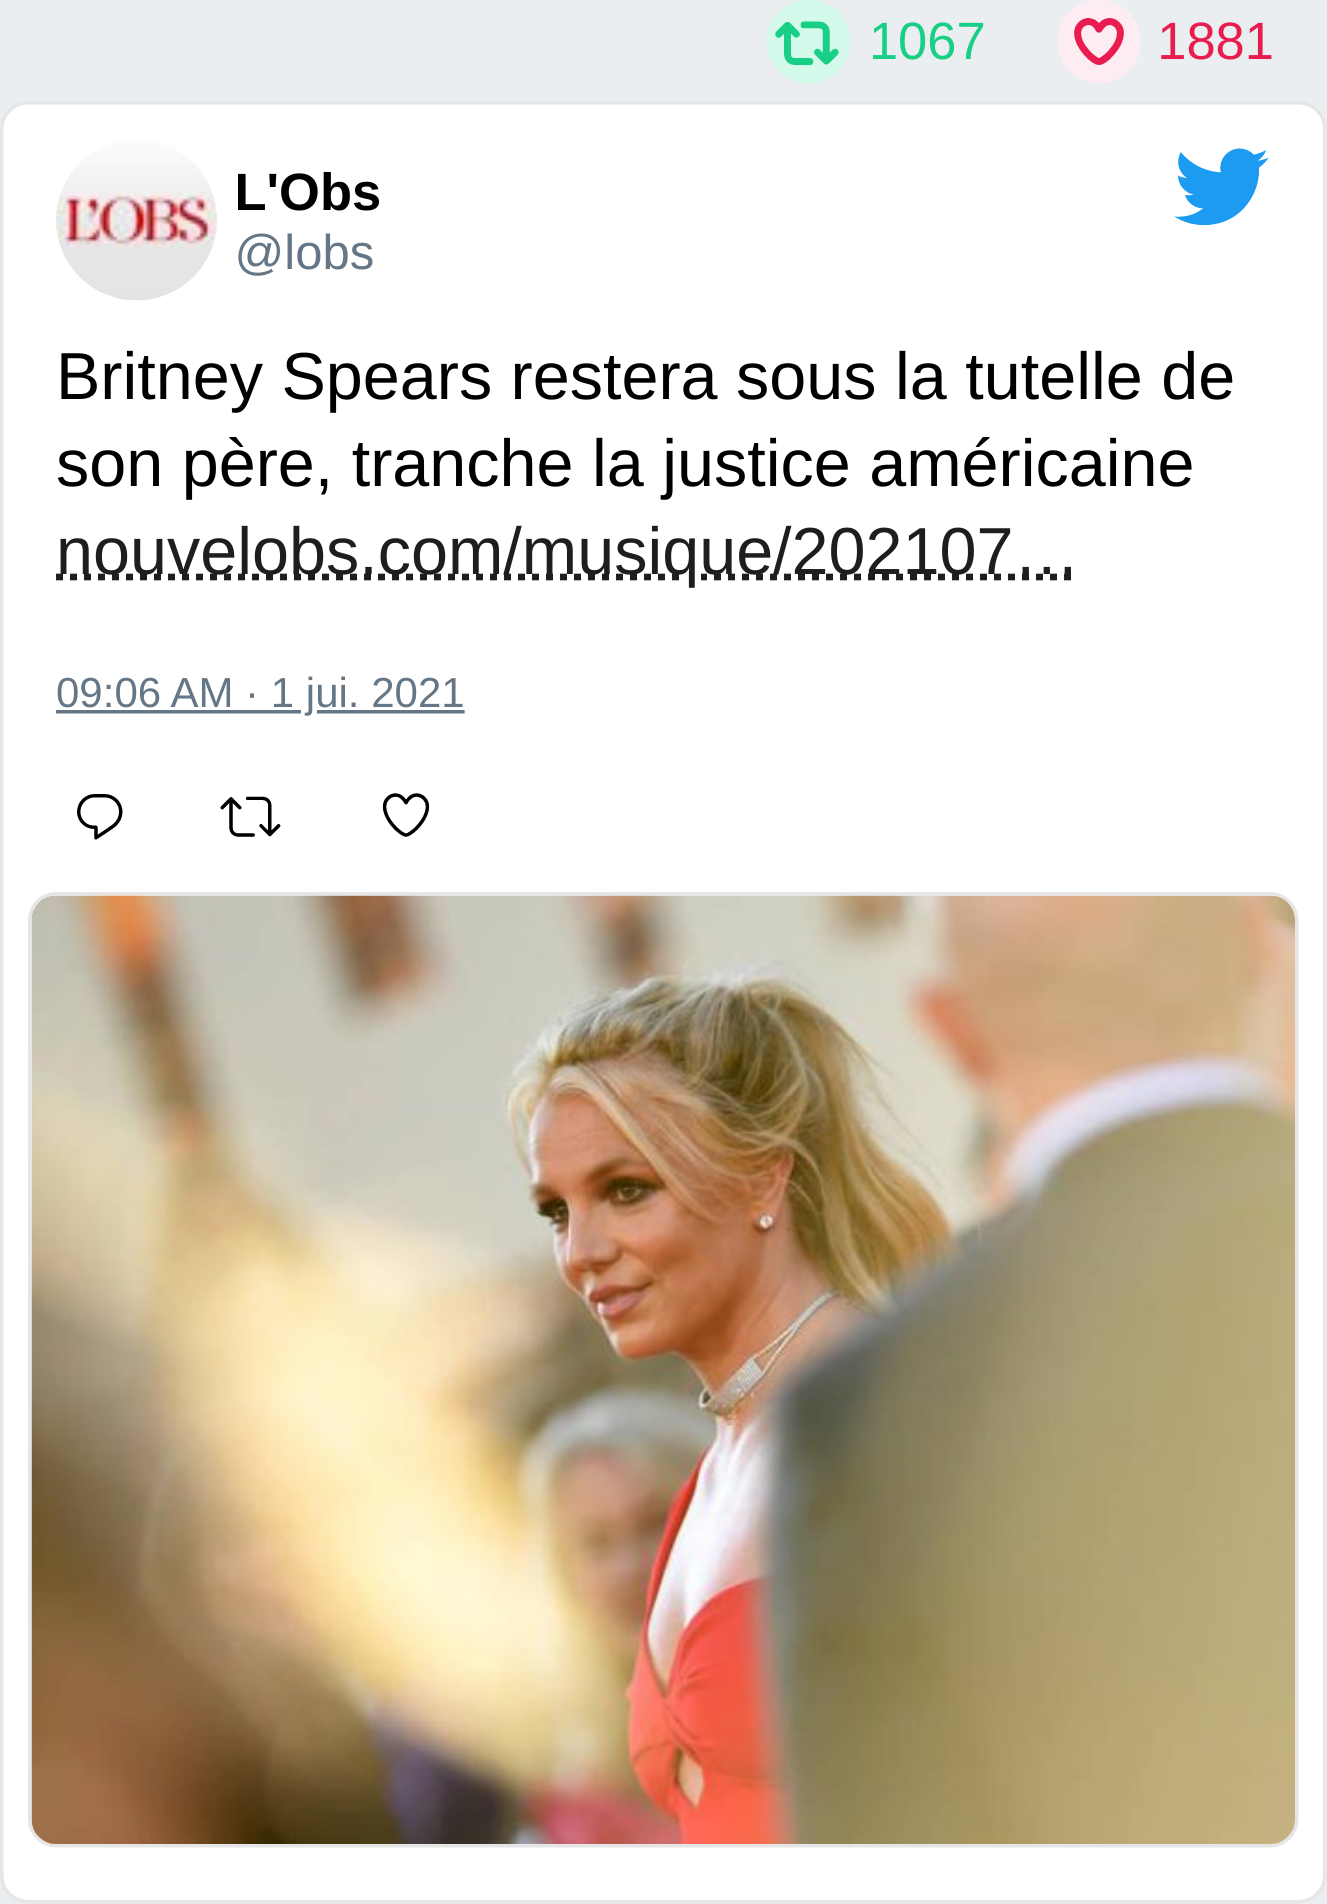 1067 1881
L'OBS
L'Obs
@lobs
Britney Spears restera sous la tutelle de
son père, tranche la justice américaine
nouvelobs.com/musique/202107...
09:06 AM · 1 jui. 2021